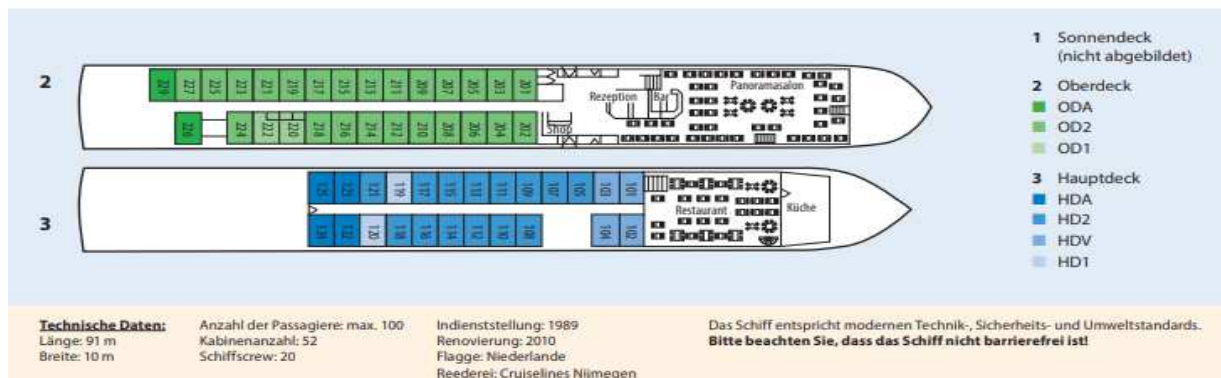 1 Sonnendeck
(nicht abgebildet)
2 Oberdeck
ODA
OD2
OD1
3 Hauptdeck
HDA
HD2
HDV
HD1
2
229 227 225 223 221 219 217 215 213 211 209 207 205 203 201
226 224 222 220 218 216 214 212 210 208 206 204 202
Rezeption
Bar
Panoramasalon
Shop
3
125 123 121 119 117 115 113 111 109 107 105 103 101
124 122 120 118 116 114 112 110 108 104 102
Restaurant
Küche
Technische Daten:
Länge: 91 m
Breite: 10 m
Anzahl der Passagiere: max. 100
Kabinenanzahl: 52
Schiffscrew: 20
Indienststellung: 1989
Renovierung: 2010
Flagge: Niederlande
Reederei: Cruiselines Nijmegen
Das Schiff entspricht modernen Technik-, Sicherheits- und Umweltstandards.
Bitte beachten Sie, dass das Schiff nicht barrierefrei ist!